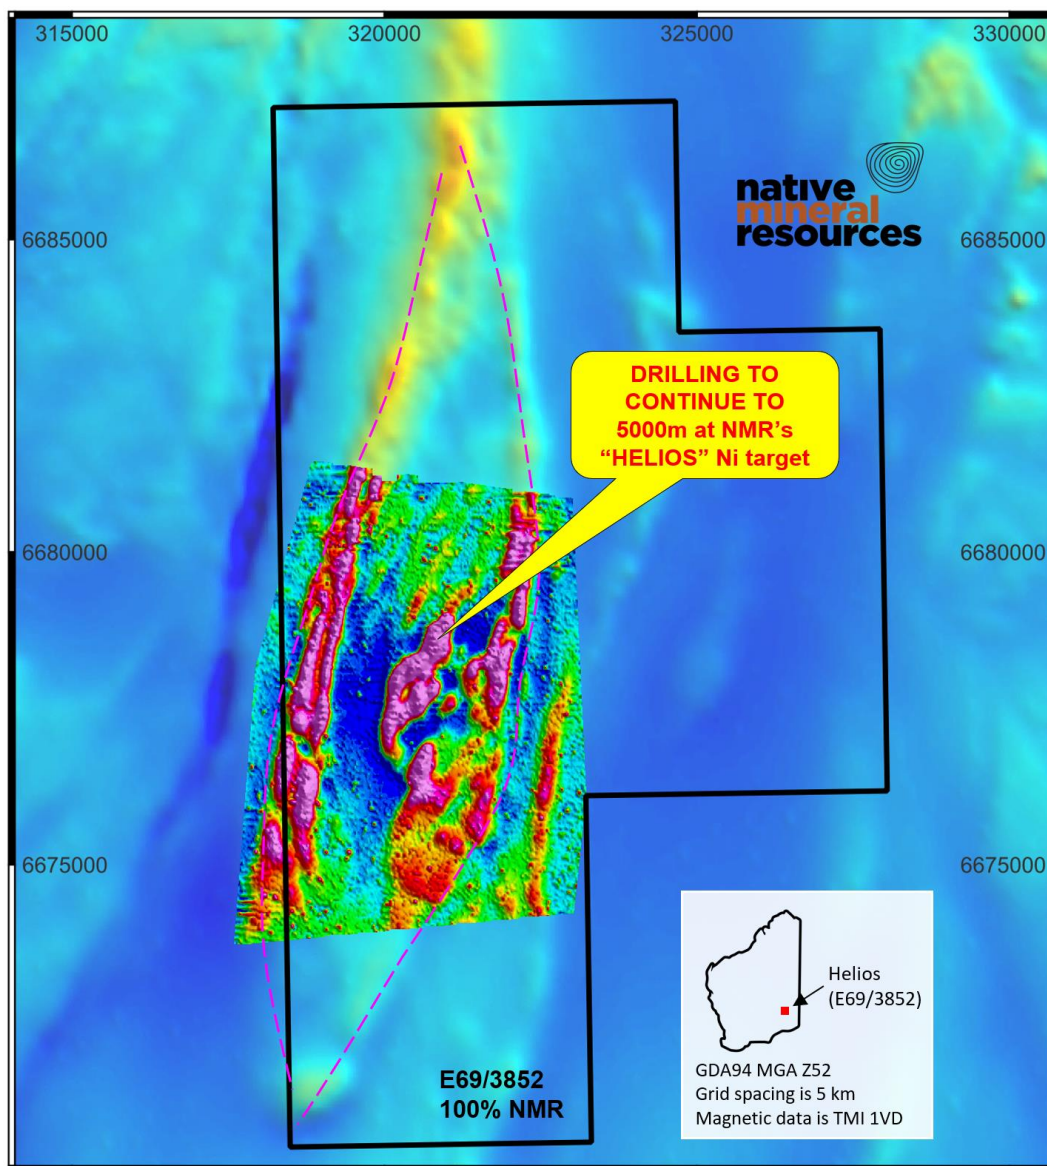 315000
320000
325000
330000
native
mineral
resources
6685000
6685000
DRILLING TO
CONTINUE TO
5000m at NMR’s
“HELIOS” Ni target
6680000
6680000
6675000
6675000
Helios
(E69/3852)
GDA94 MGA Z52
Grid spacing is 5 km
Magnetic data is TMI 1VD
E69/3852
100% NMR